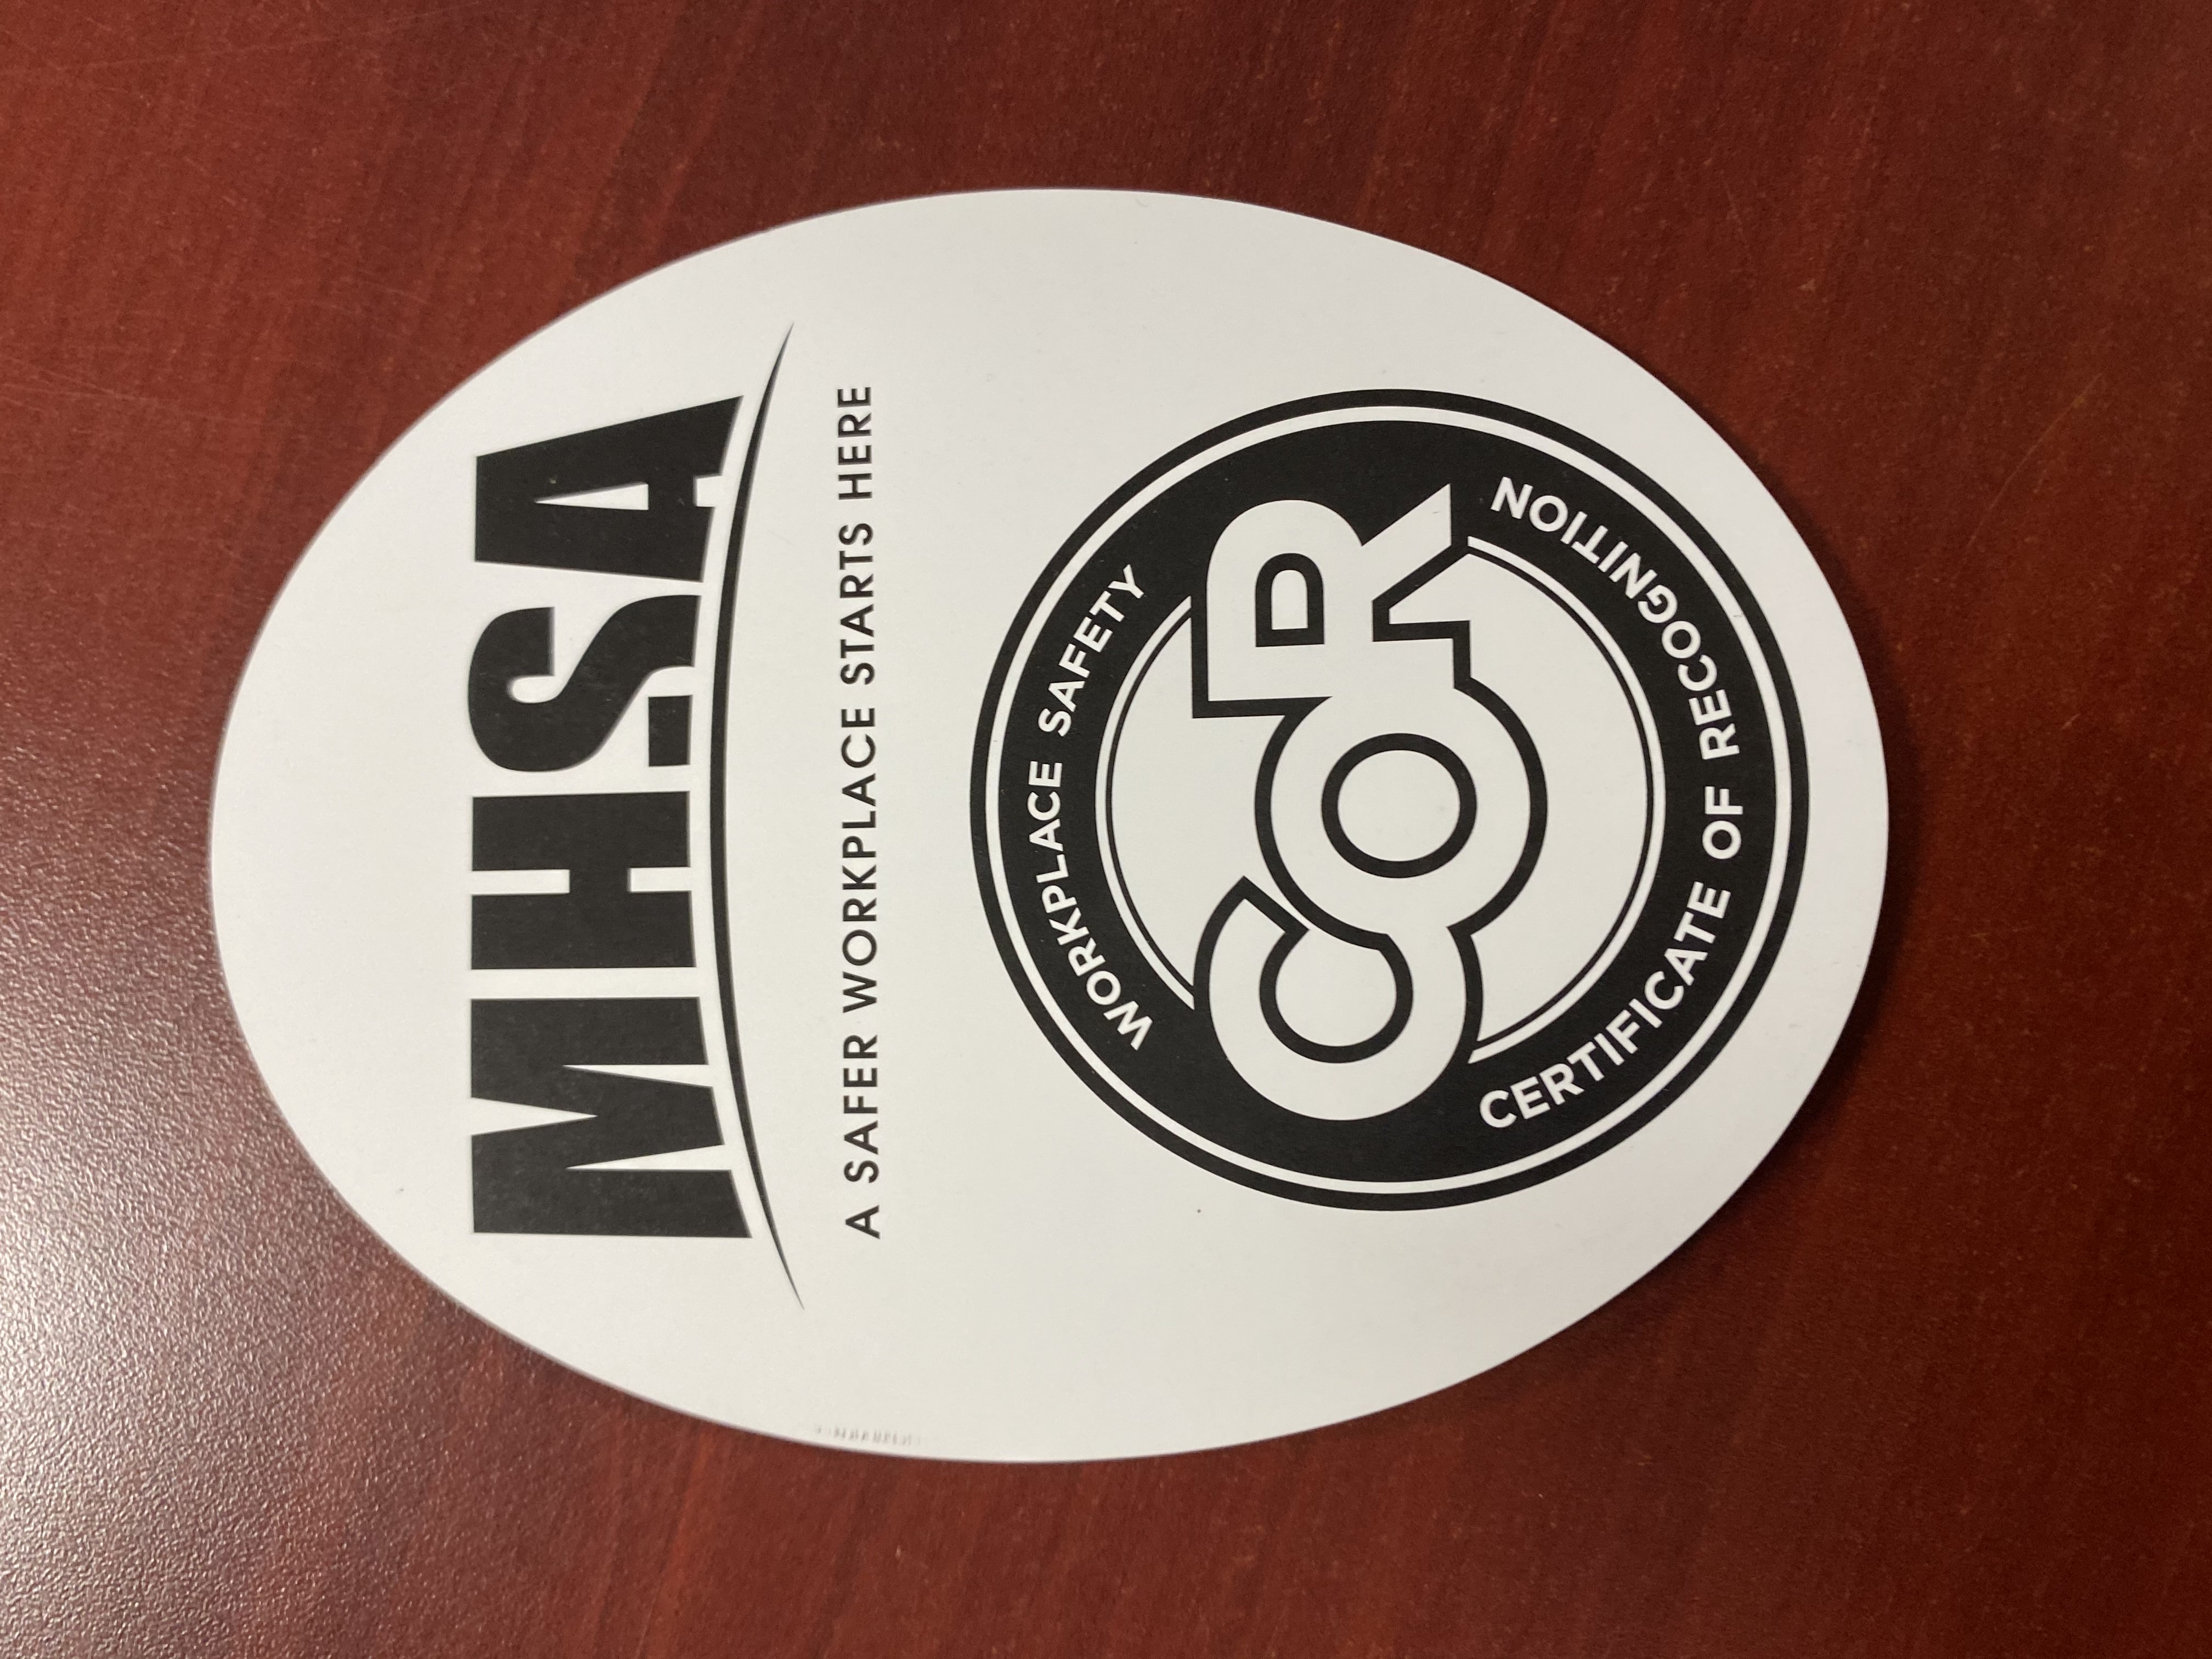 MHSA
A SAFER WORKPLACE STARTS HERE
WORKPLACE SAFETY
COR
CERTIFICATE OF RECOGNITION